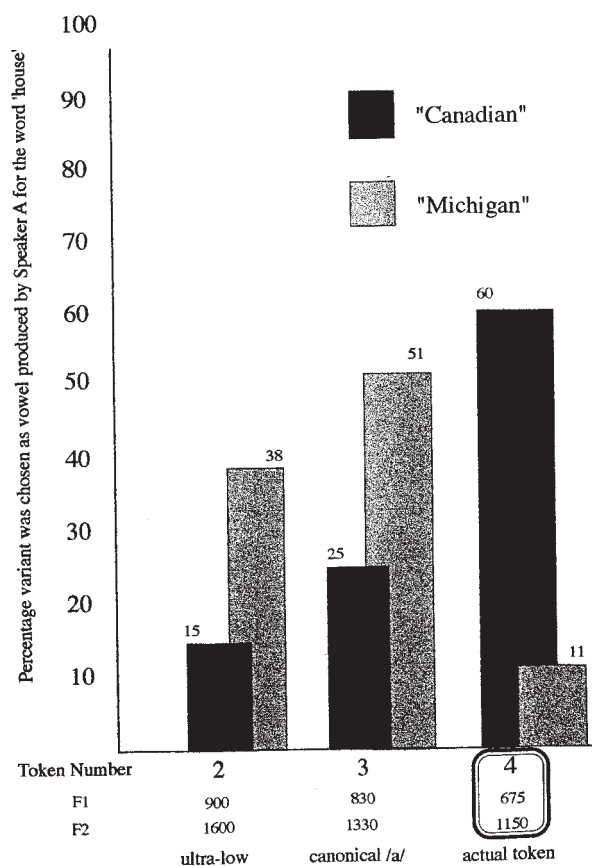 Percentage variant was chosen as vowel produced by Speaker A for the word 'house'
100
90
80
70
60
50
40
30
20
10
"Canadian"
"Michigan"
15
38
25
51
60
11
Token Number 2 3 4
F1 900 830 675
F2 1600 1330 1150
ultra-low canonical /a/ actual token